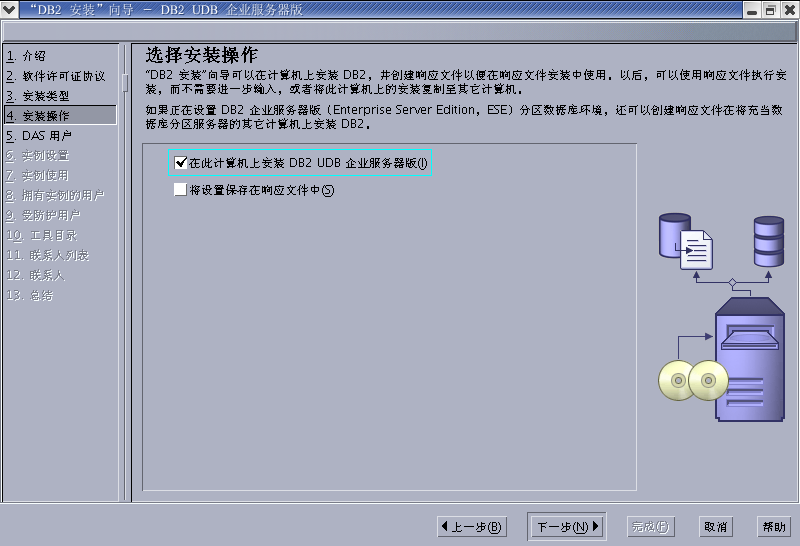 “DB2 安装”向导 － DB2 UDB 企业服务器版
1. 介绍
2. 软件许可证协议
3. 安装类型
4. 安装操作
5. DAS 用户
6. 实例设置
7. 实例使用
8. 拥有实例的用户
9. 受防护用户
10. 工具目录
11. 联系人列表
12. 联系人
13. 总结
选择安装操作
“DB2 安装”向导可以在计算机上安装 DB2，并创建响应文件以便在响应文件安装中使用。以后，可以使用响应文件执行安
装，而不需要进一步输入，或者将此计算机上的安装复制至其它计算机。
如果正在设置 DB2 企业服务器版（Enterprise Server Edition，ESE）分区数据库环境，还可以创建响应文件在将充当
据库分区服务器的其它计算机上安装 DB2。
在此计算机上安装 DB2 UDB 企业服务器版(I)
将设置保存在响应文件中(S)
上一步(B)
下一步(N)
完成(F)
取消
帮助